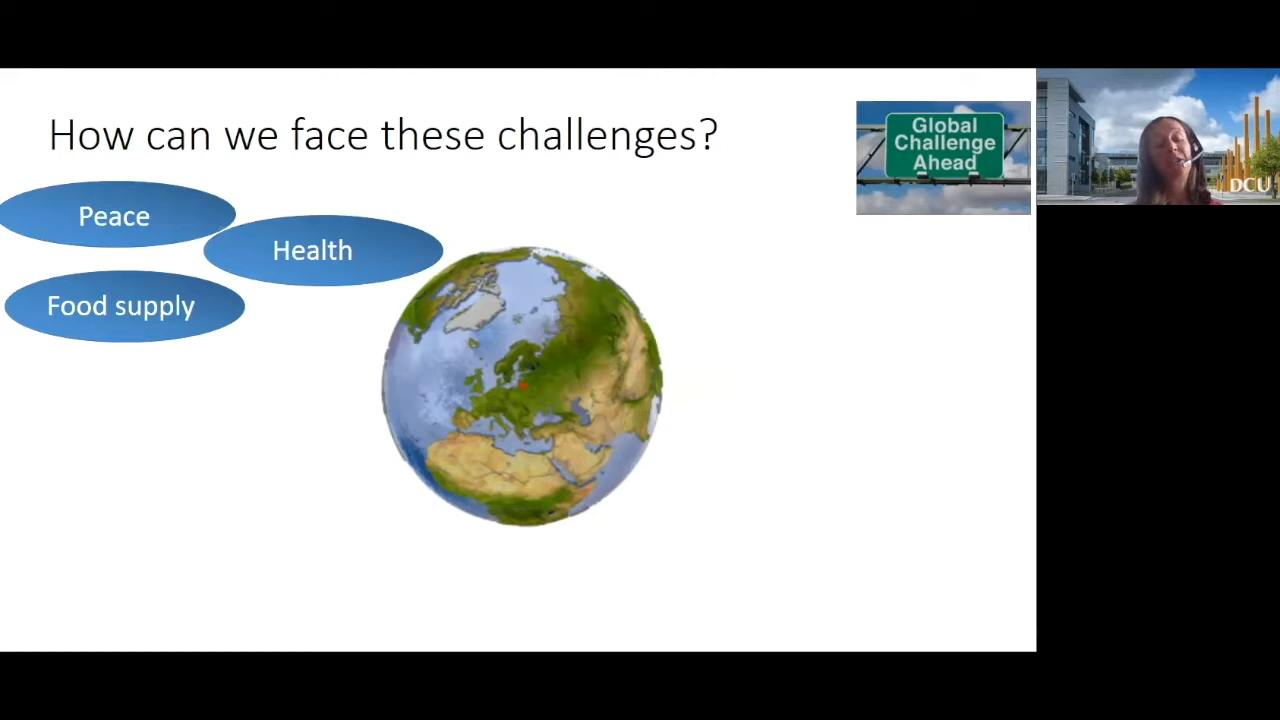 How can we face these challenges?
Global
Challenge
Ahead
Peace
Health
Food supply
DCU